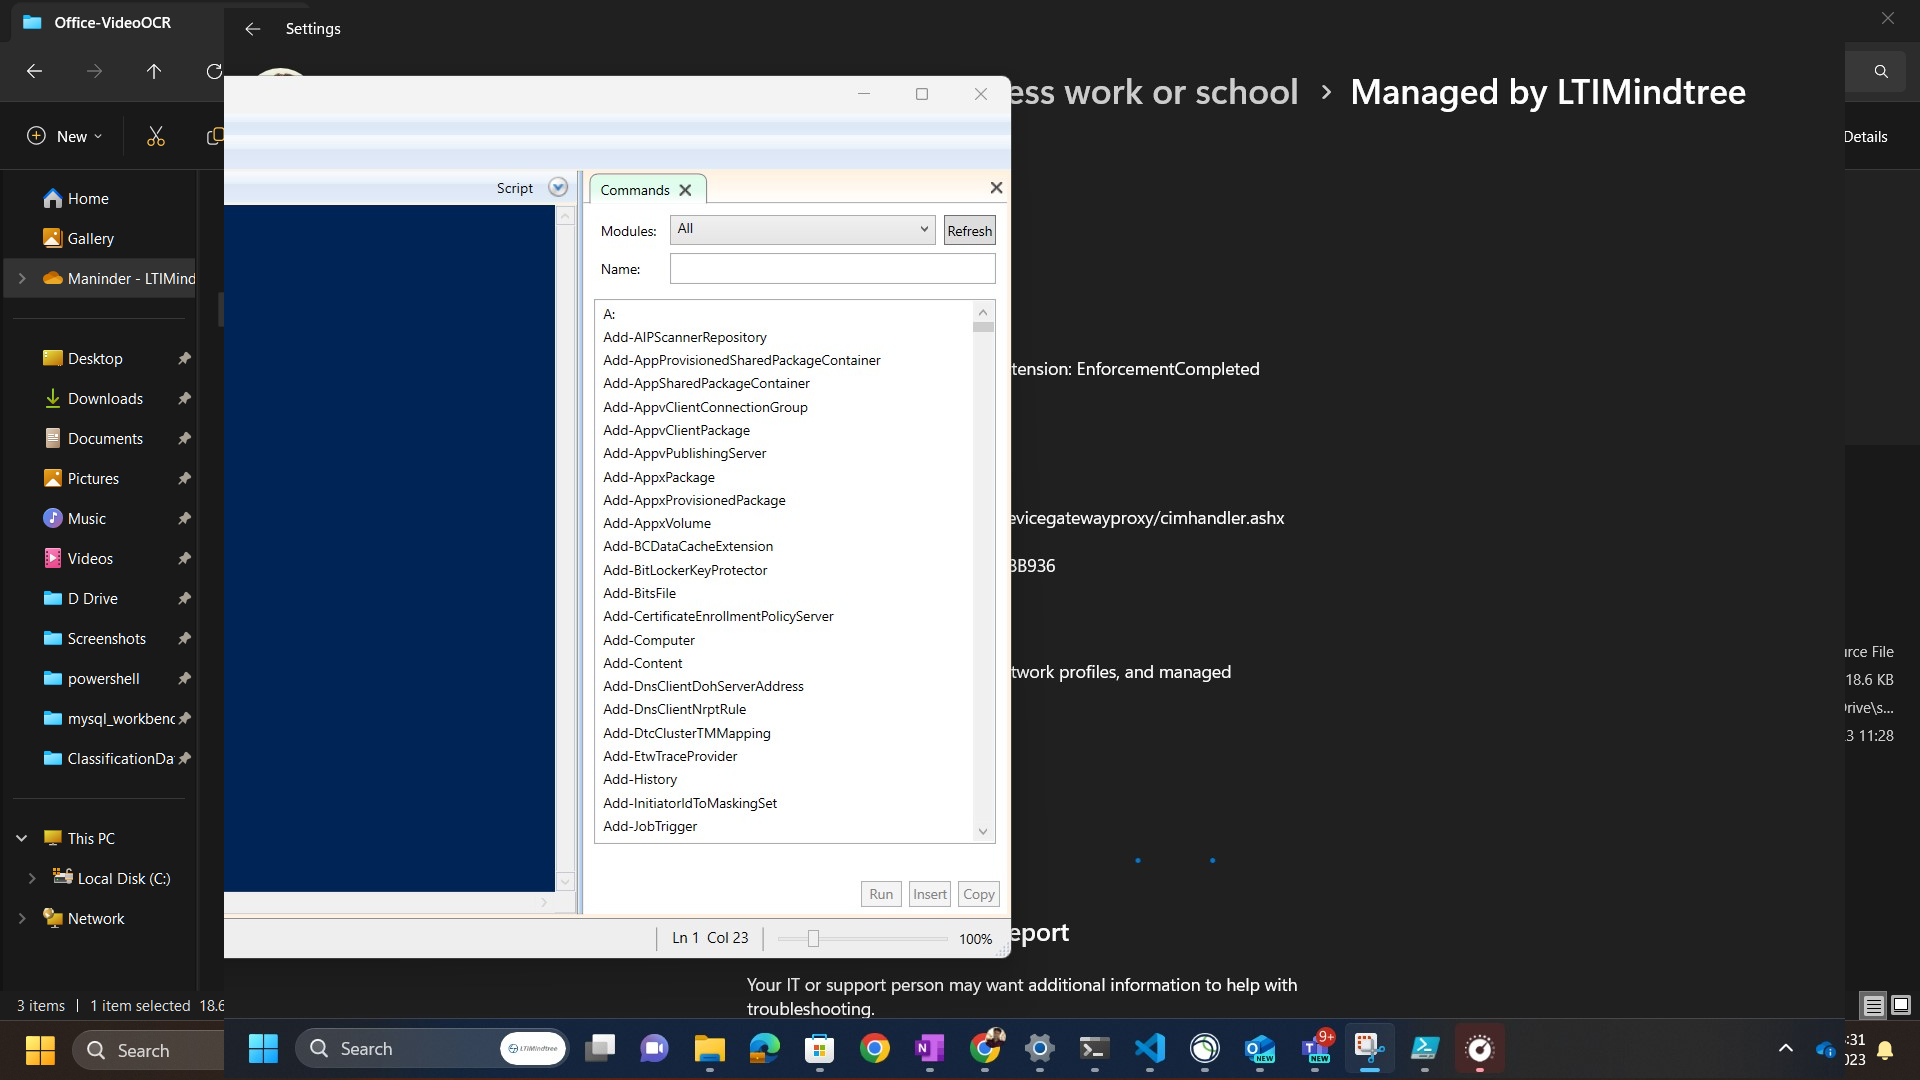 Office-VideoOCR
Settings
ess work or school > Managed by LTIMindtree
New
Details
Script
Commands
Home
Modules:
All
Refresh
Gallery
Name:
Maninder - LTIMind
A:
Add-AIPScannerRepository
Add-AppProvisionedSharedPackageContainer
Desktop
tension: EnforcementCompleted
Add-AppSharedPackageContainer
Downloads
Add-AppvClientConnectionGroup
Add-AppvClientPackage
Documents
Add-AppvPublishingServer
Pictures
Add-AppxPackage
Add-AppxProvisionedPackage
Music
evicegatewayproxy/cimhandler.ashx
Add-AppxVolume
Add-BCDataCacheExtension
Videos
3B936
Add-BitLockerKeyProtector
Add-BitsFile
D Drive
Add-CertificateEnrollmentPolicyServer
Screenshots
Add-Computer
urce File
Add-Content
twork profiles, and managed
powershell
18.6 KB
Add-DnsClientDohServerAddress
Add-DnsClientNrptRule
Drive\s...
mysql_workbenc
Add-DtcClusterTMMapping
3 11:28
Add-EtwTraceProvider
ClassificationDa
Add-History
Add-InitiatorIdToMaskingSet
Add-JobTrigger
This PC
Local Disk (C:)
Run
Insert
Copy
Network
eport
Ln 1 Col 23
100%
Your IT or support person may want additional information to help with
troubleshooting.
3 items | 1 item selected 18.6
Search
Search
LTIMindtree
9+
NEW
NEW
:31
023